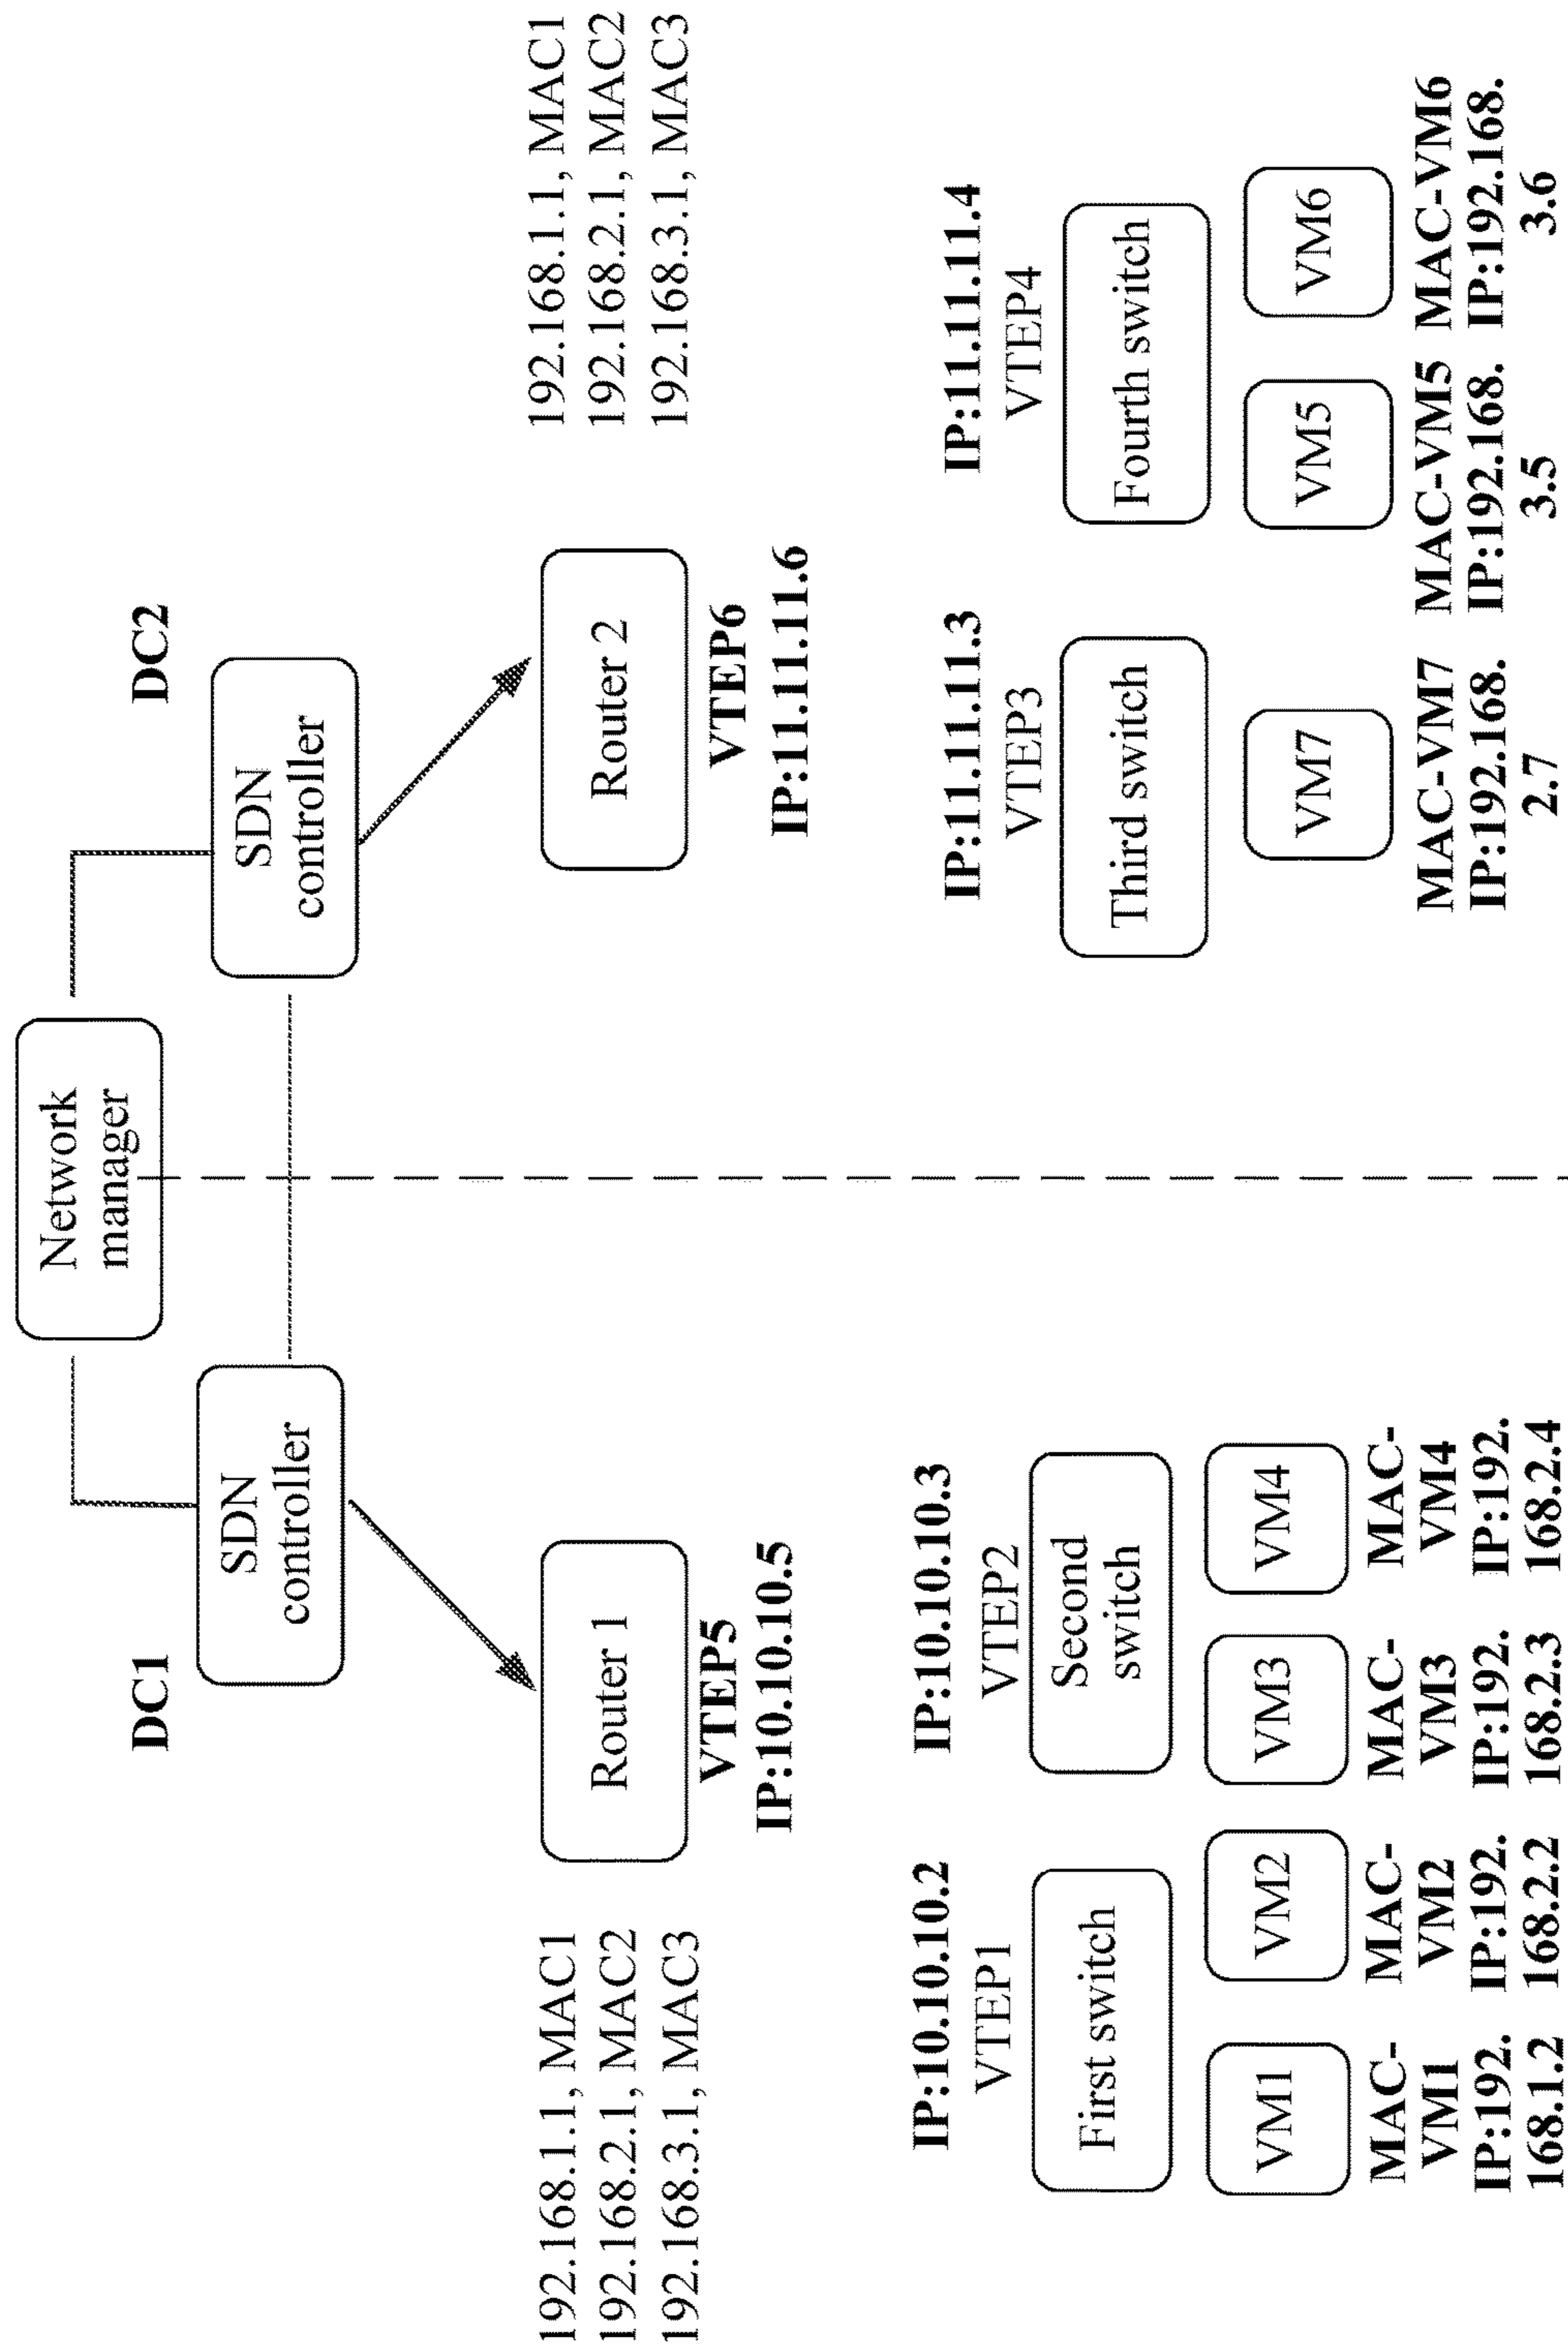 Network
manager
DC1
SDN
controller
DC2
SDN
controller
192.168.1.1, MAC1
192.168.2.1, MAC2
192.168.3.1, MAC3
Router 1
VTEP5
IP:10.10.10.5
Router 2
VTEP6
IP:11.11.11.6
192.168.1.1, MAC1
192.168.2.1, MAC2
192.168.3.1, MAC3
IP:10.10.10.2
VTEP1
First switch
IP:10.10.10.3
VTEP2
Second
switch
IP:11.11.11.3
VTEP3
Third switch
IP:11.11.11.4
VTEP4
Fourth switch
VM1
MAC-
VM1
IP:192.
168.1.2
VM2
MAC-
VM2
IP:192.
168.2.2
VM3
MAC-
VM3
IP:192.
168.2.3
VM4
MAC-
VM4
IP:192.
168.2.4
VM7
MAC-VM7
IP:192.168.
2.7
VM5
MAC-VM5
IP:192.168.
3.5
VM6
MAC-VM6
IP:192.168.
3.6